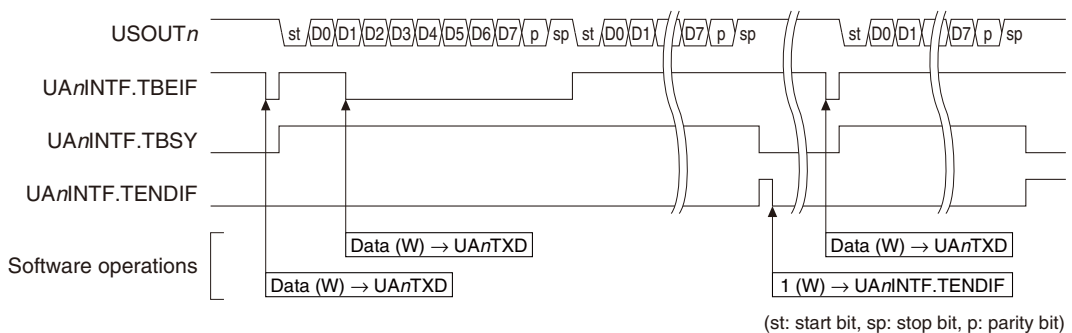 USOUTn st D0 D1 D2 D3 D4 D5 D6 D7 p sp st D0 D1 D7 p sp st D0 D1 D7 p sp
UAnINTF.TBEIF
UAnINTF.TBSY
UAnINTF.TENDIF
Software operations
Data (W) → UAnTXD
Data (W) → UAnTXD
Data (W) → UAnTXD
1 (W) → UAnINTF.TENDIF
(st: start bit, sp: stop bit, p: parity bit)